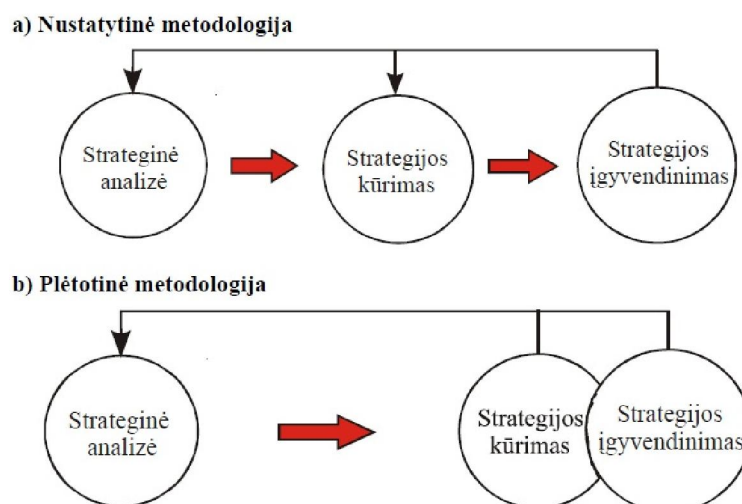 a) Nustatytinė metodologija
Strateginė
analizė
Strategijos
kūrimas
Strategijos
įgyvendinimas
b) Plėtotinė metodologija
Strateginė
analizė
Strategijos
kūrimas
Strategijos
įgyvendinimas